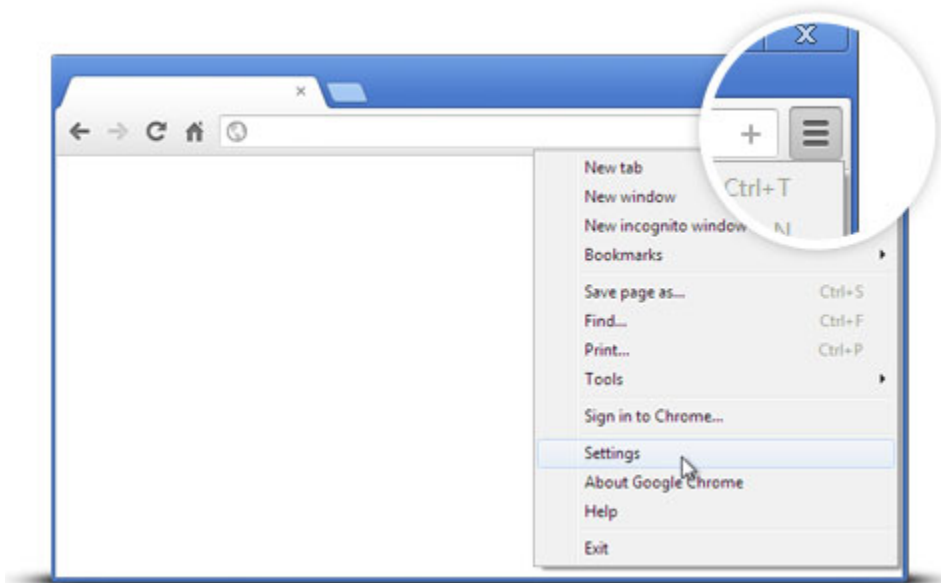 New tab
Ctrl+T
New window
N
New incognito window
Bookmarks
Save page as... Ctrl+S
Find... Ctrl+F
Print... Ctrl+P
Tools
Sign in to Chrome...
Settings
About Google Chrome
Help
Exit